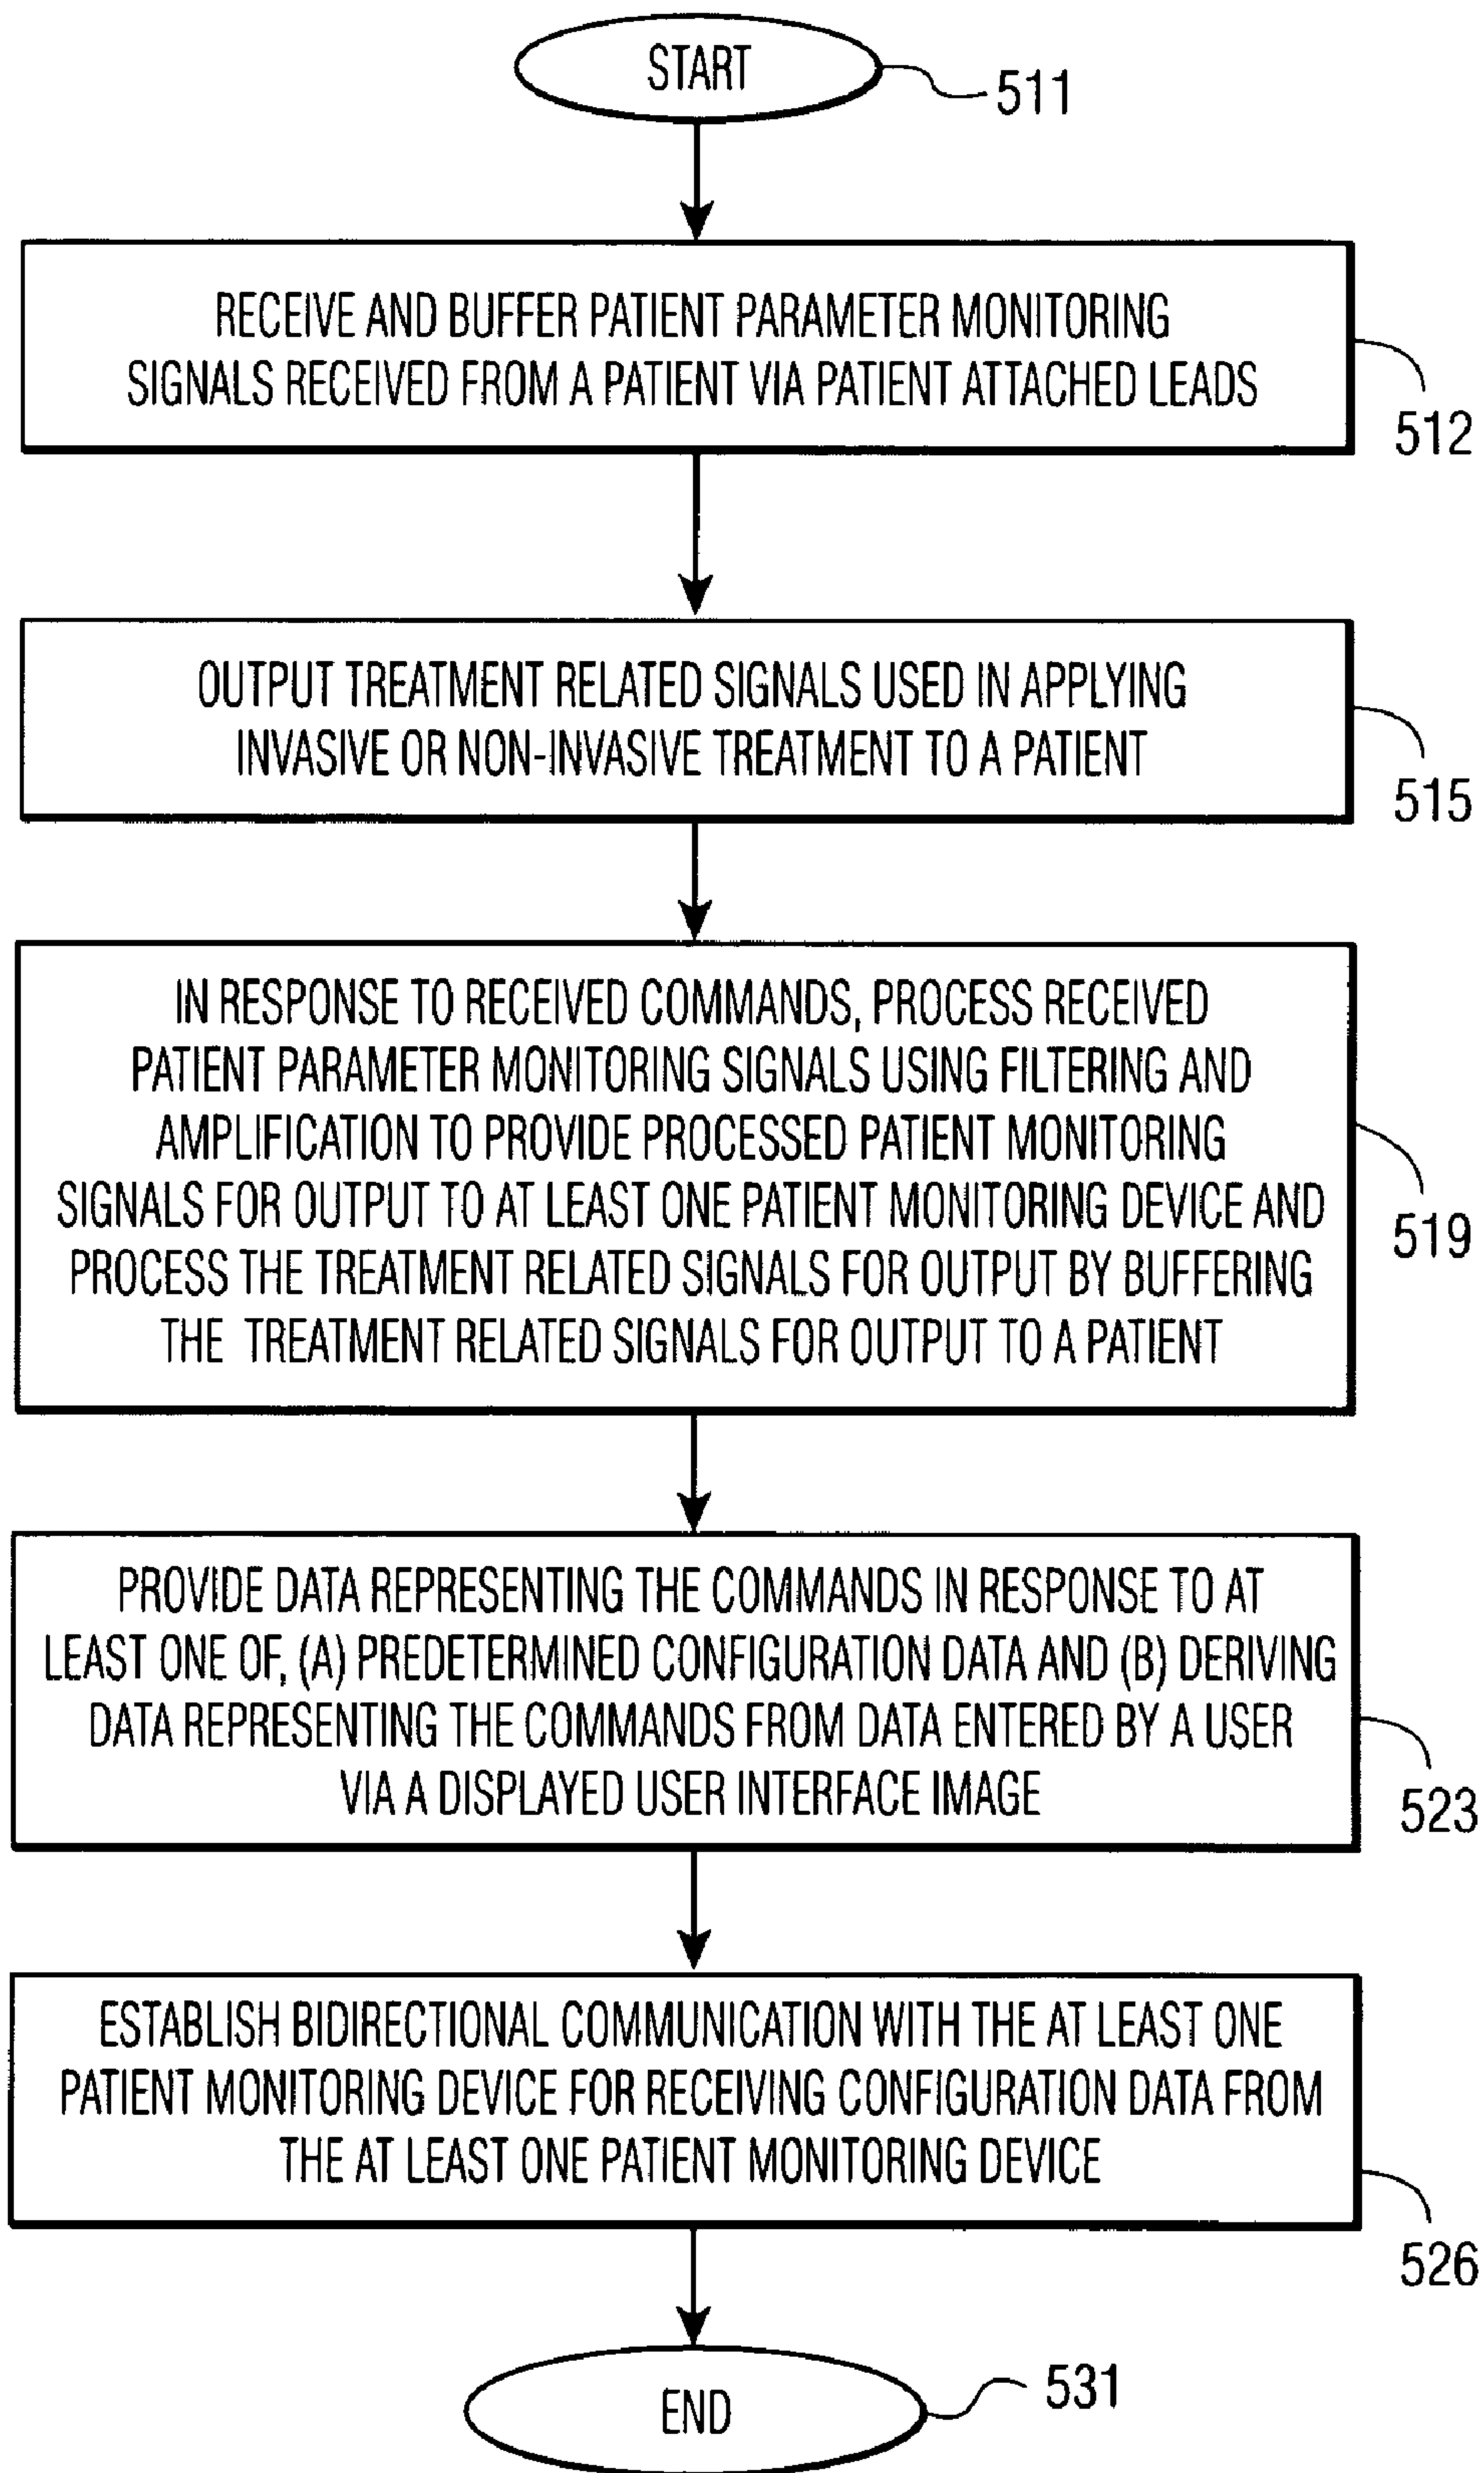 START
511
RECEIVE AND BUFFER PATIENT PARAMETER MONITORING
SIGNALS RECEIVED FROM A PATIENT VIA PATIENT ATTACHED LEADS
512
OUTPUT TREATMENT RELATED SIGNALS USED IN APPLYING
INVASIVE OR NON-INVASIVE TREATMENT TO A PATIENT
515
IN RESPONSE TO RECEIVED COMMANDS, PROCESS RECEIVED
PATIENT PARAMETER MONITORING SIGNALS USING FILTERING AND
AMPLIFICATION TO PROVIDE PROCESSED PATIENT MONITORING
SIGNALS FOR OUTPUT TO AT LEAST ONE PATIENT MONITORING DEVICE AND
PROCESS THE TREATMENT RELATED SIGNALS FOR OUTPUT BY BUFFERING
THE TREATMENT RELATED SIGNALS FOR OUTPUT TO A PATIENT
519
PROVIDE DATA REPRESENTING THE COMMANDS IN RESPONSE TO AT
LEAST ONE OF, (A) PREDETERMINED CONFIGURATION DATA AND (B) DERIVING
DATA REPRESENTING THE COMMANDS FROM DATA ENTERED BY A USER
VIA A DISPLAYED USER INTERFACE IMAGE
523
ESTABLISH BIDIRECTIONAL COMMUNICATION WITH THE AT LEAST ONE
PATIENT MONITORING DEVICE FOR RECEIVING CONFIGURATION DATA FROM
THE AT LEAST ONE PATIENT MONITORING DEVICE
526
END
531